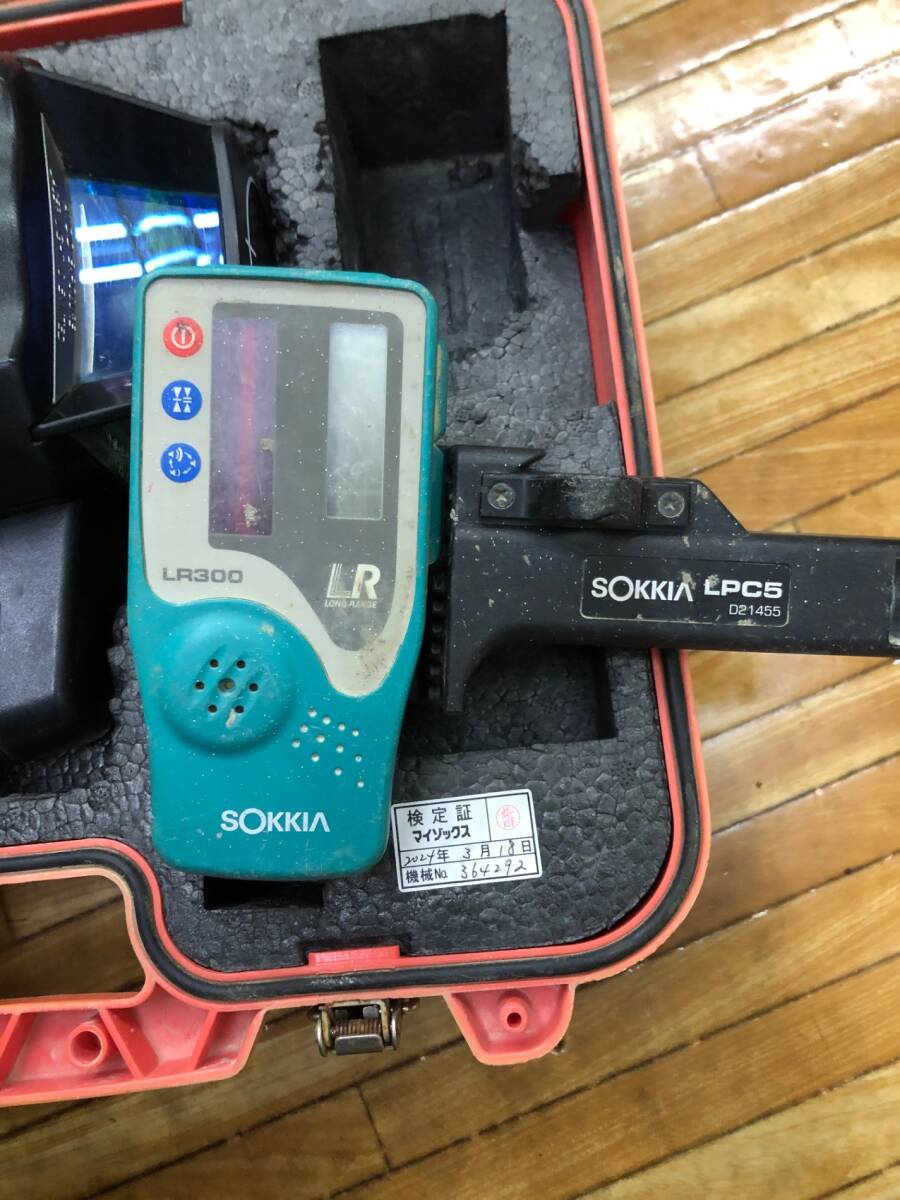 LR300
LR
LONG RANGE
SOKKIA
SOKKIA LPC5
D21455
検定証
マイゾックス
2024年 3月 18日
機械No. 364292